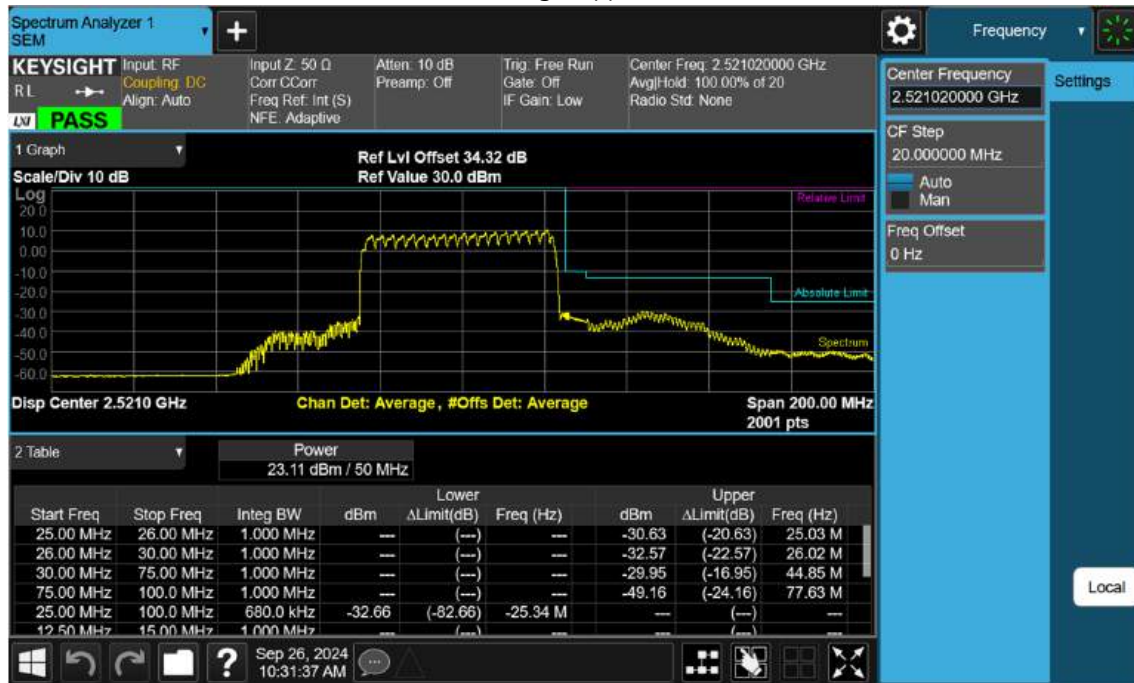 Spectrum Analyzer 1
SEM
Frequency
KEYSIGHT
RL
LXI
PASS
Input: RF
Coupling: DC
Align: Auto
Input Z: 50 Ω
Corr CCorr
Freq Ref: Int (S)
NFE: Adaptive
Atten: 10 dB
Preamp: Off
Trig: Free Run
Gate: Off
IF Gain: Low
Center Freq: 2.521020000 GHz
Avg|Hold: 100.00% of 20
Radio Std: None
Center Frequency
2.521020000 GHz
Settings
CF Step
20.000000 MHz
Auto
Man
Freq Offset
0 Hz
Local
1 Graph
Scale/Div 10 dB
Ref Lvl Offset 34.32 dB
Ref Value 30.0 dBm
Log
20.0
10.0
0.00
-10.0
-20.0
-30.0
-40.0
-50.0
-60.0
Relative Limit
Absolute Limit
Spectrum
Disp Center 2.5210 GHz
Chan Det: Average, #Offs Det: Average
Span 200.00 MHz
2001 pts
2 Table
Power
23.11 dBm / 50 MHz
Lower Upper
Start Freq Stop Freq Integ BW dBm ΔLimit(dB) Freq (Hz) dBm ΔLimit(dB) Freq (Hz)
25.00 MHz 26.00 MHz 1.000 MHz --- (---) --- -30.63 (-20.63) 25.03 M
26.00 MHz 30.00 MHz 1.000 MHz --- (---) --- -32.57 (-22.57) 26.02 M
30.00 MHz 75.00 MHz 1.000 MHz --- (---) --- -29.95 (-16.95) 44.85 M
75.00 MHz 100.0 MHz 1.000 MHz --- (---) --- -49.16 (-24.16) 77.63 M
25.00 MHz 100.0 MHz 680.0 kHz -32.66 (-82.66) -25.34 M --- (---) ---
12.50 MHz 15.00 MHz 1.000 MHz --- (---) --- --- (---) ---
Sep 26, 2024
10:31:37 AM